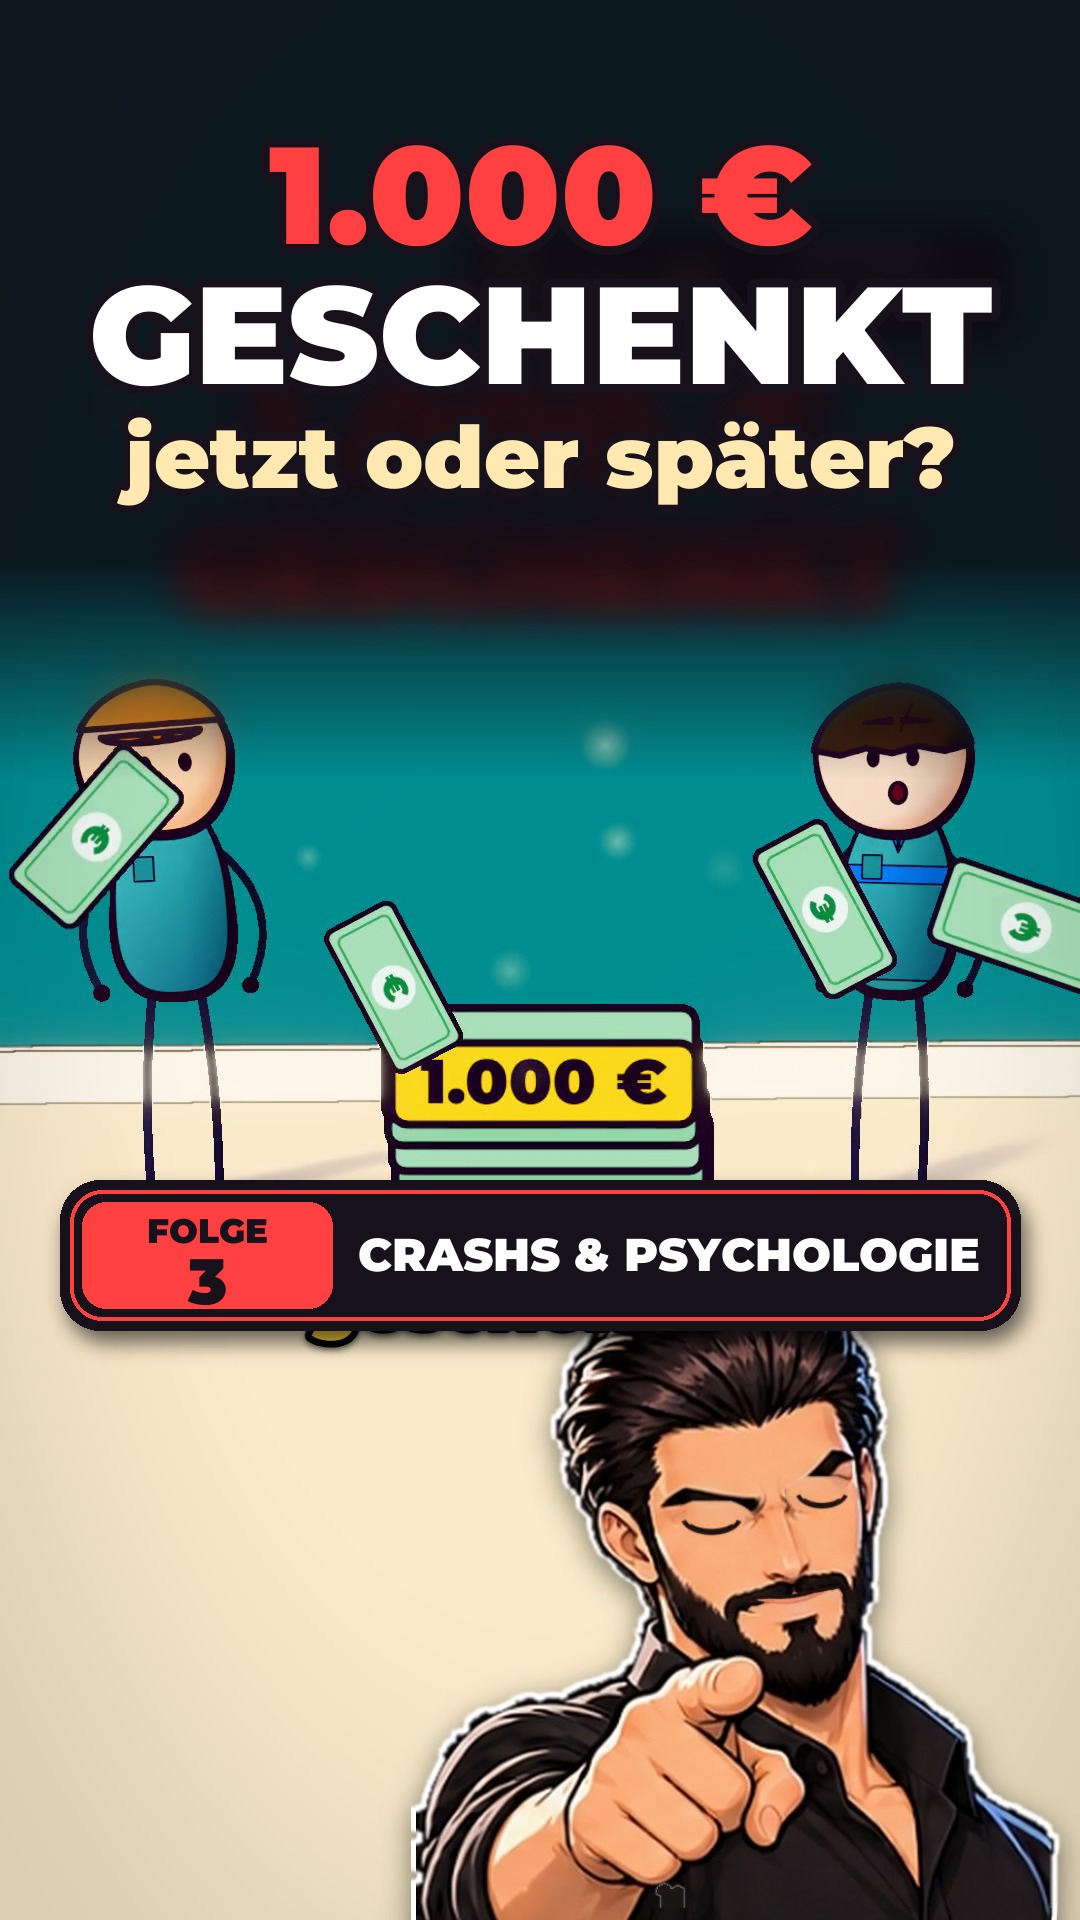 1.000 €
GESCHENKT
jetzt oder später?
1.000 €
FOLGE
3
CRASHS & PSYCHOLOGIE